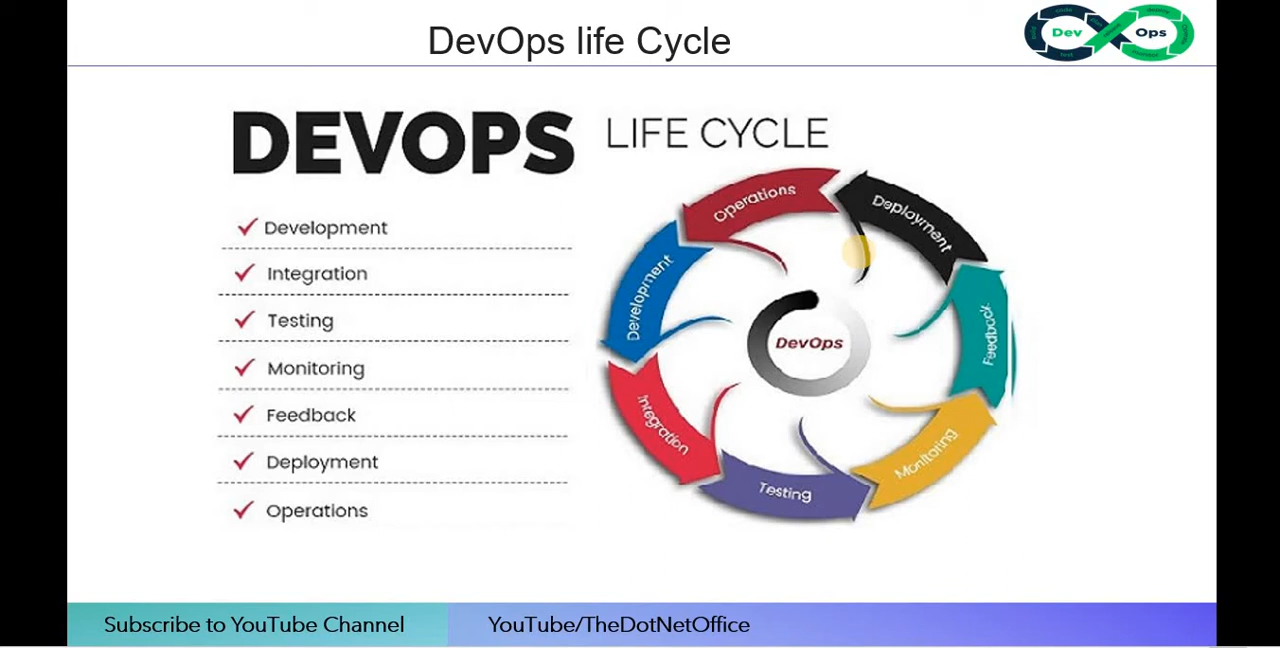 DevOps life Cycle
Dev Ops
DEVOPS LIFE CYCLE
Development
Integration
Testing
Monitoring
Feedback
Deployment
Operations
Operations
Deployment
Development
Feedback
DevOps
Integration
Monitoring
Testing
Subscribe to YouTube Channel
YouTube/TheDotNetOffice